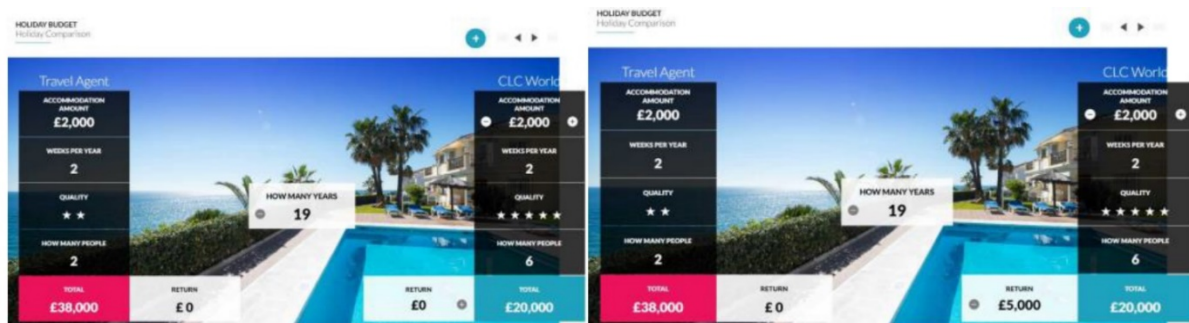 HOLIDAY BUDGET
Holiday Comparison
Travel Agent
CLC World
ACCOMMODATION
AMOUNT
£2,000
ACCOMMODATION
AMOUNT
£2,000
WEEKS PER YEAR
2
WEEKS PER YEAR
2
QUALITY
HOW MANY YEARS
19
QUALITY
HOW MANY PEOPLE
2
HOW MANY PEOPLE
6
TOTAL
£38,000
RETURN
£0
RETURN
£0
TOTAL
£20,000
HOLIDAY BUDGET
Holiday Comparison
Travel Agent
CLC World
ACCOMMODATION
AMOUNT
£2,000
ACCOMMODATION
AMOUNT
£2,000
WEEKS PER YEAR
2
WEEKS PER YEAR
2
QUALITY
HOW MANY YEARS
19
QUALITY
HOW MANY PEOPLE
2
HOW MANY PEOPLE
6
TOTAL
£38,000
RETURN
£0
RETURN
£5,000
TOTAL
£20,000